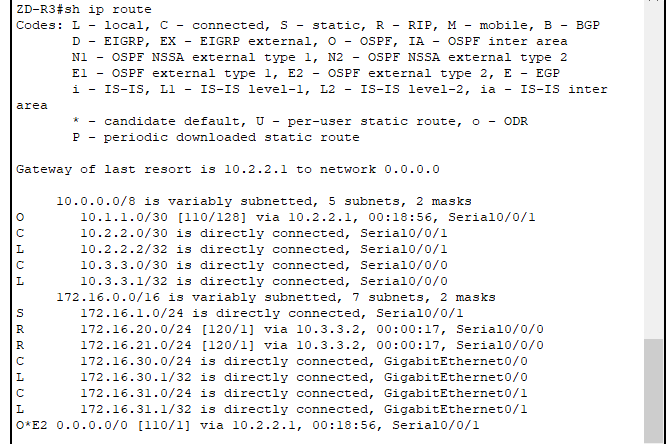 ZD-R3#sh ip route
Codes: L - local, C - connected, S - static, R - RIP, M - mobile, B - BGP
       D - EIGRP, EX - EIGRP external, O - OSPF, IA - OSPF inter area
       N1 - OSPF NSSA external type 1, N2 - OSPF NSSA external type 2
       E1 - OSPF external type 1, E2 - OSPF external type 2, E - EGP
       i - IS-IS, L1 - IS-IS level-1, L2 - IS-IS level-2, ia - IS-IS inter
area
       * - candidate default, U - per-user static route, o - ODR
       P - periodic downloaded static route
Gateway of last resort is 10.2.2.1 to network 0.0.0.0
     10.0.0.0/8 is variably subnetted, 5 subnets, 2 masks
O       10.1.1.0/30 [110/128] via 10.2.2.1, 00:18:56, Serial0/0/1
C       10.2.2.0/30 is directly connected, Serial0/0/1
L       10.2.2.2/32 is directly connected, Serial0/0/1
C       10.3.3.0/30 is directly connected, Serial0/0/0
L       10.3.3.1/32 is directly connected, Serial0/0/0
     172.16.0.0/16 is variably subnetted, 7 subnets, 2 masks
S       172.16.1.0/24 is directly connected, Serial0/0/1
R       172.16.20.0/24 [120/1] via 10.3.3.2, 00:00:17, Serial0/0/0
R       172.16.21.0/24 [120/1] via 10.3.3.2, 00:00:17, Serial0/0/0
C       172.16.30.0/24 is directly connected, GigabitEthernet0/0
L       172.16.30.1/32 is directly connected, GigabitEthernet0/0
C       172.16.31.0/24 is directly connected, GigabitEthernet0/1
L       172.16.31.1/32 is directly connected, GigabitEthernet0/1
O*E2 0.0.0.0/0 [110/1] via 10.2.2.1, 00:18:56, Serial0/0/1